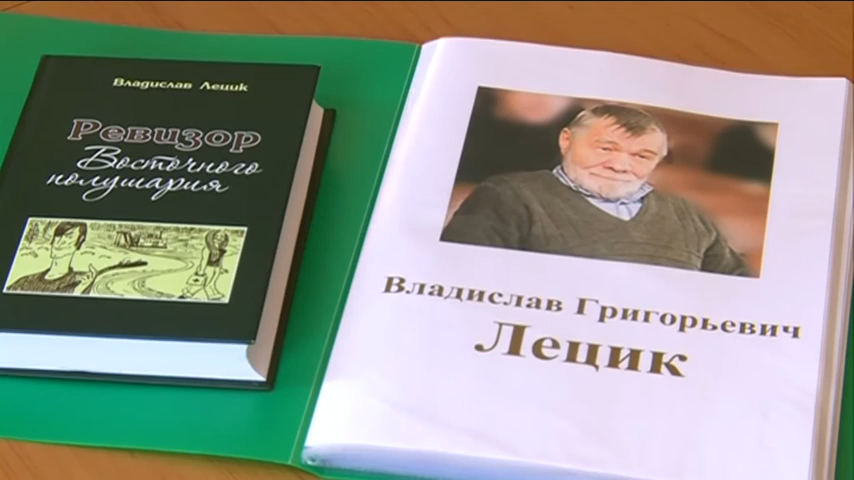 Владислав Лецик
Ревизор
Восточного
полушария
Владислав Григорьевич
Лецик